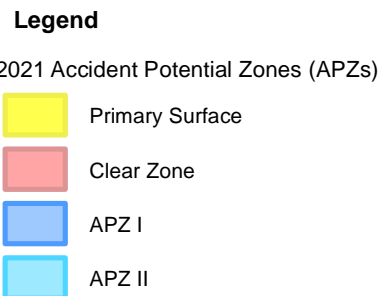 Legend
2021 Accident Potential Zones (APZs)
Primary Surface
Clear Zone
APZ I
APZ II